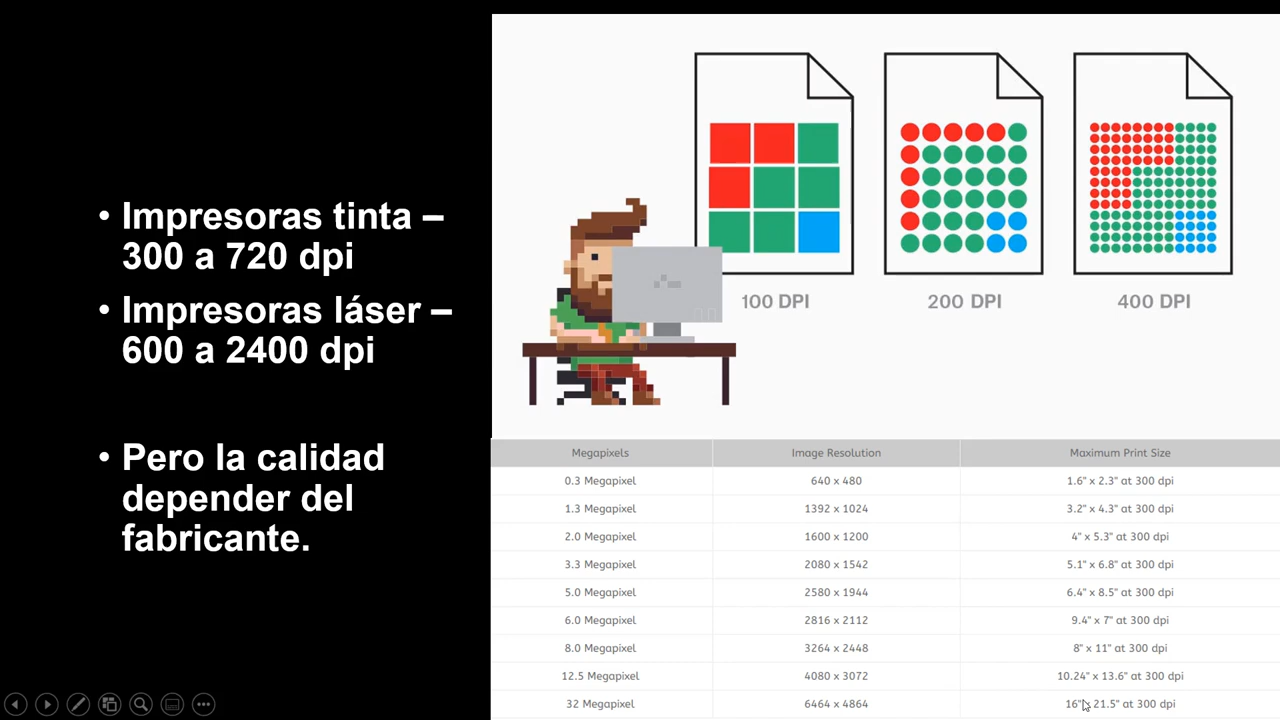 • Impresoras tinta –
300 a 720 dpi
• Impresoras láser –
600 a 2400 dpi
• Pero la calidad
depender del
fabricante.
100 DPI 200 DPI 400 DPI
Megapixels Image Resolution Maximum Print Size
0.3 Megapixel 640 x 480 1.6" x 2.3" at 300 dpi
1.3 Megapixel 1392 x 1024 3.2" x 4.3" at 300 dpi
2.0 Megapixel 1600 x 1200 4" x 5.3" at 300 dpi
3.3 Megapixel 2080 x 1542 5.1" x 6.8" at 300 dpi
5.0 Megapixel 2580 x 1944 6.4" x 8.5" at 300 dpi
6.0 Megapixel 2816 x 2112 9.4" x 7" at 300 dpi
8.0 Megapixel 3264 x 2448 8" x 11" at 300 dpi
12.5 Megapixel 4080 x 3072 10.24" x 13.6" at 300 dpi
32 Megapixel 6464 x 4864 16" x 21.5" at 300 dpi